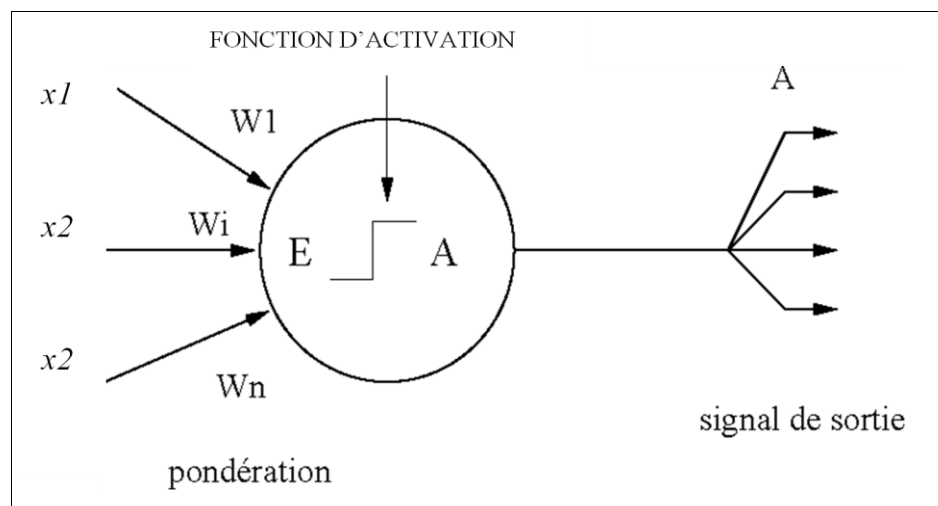 FONCTION D'ACTIVATION
x1
W1
A
x2
Wi
E
A
x2
Wn
signal de sortie
pondération